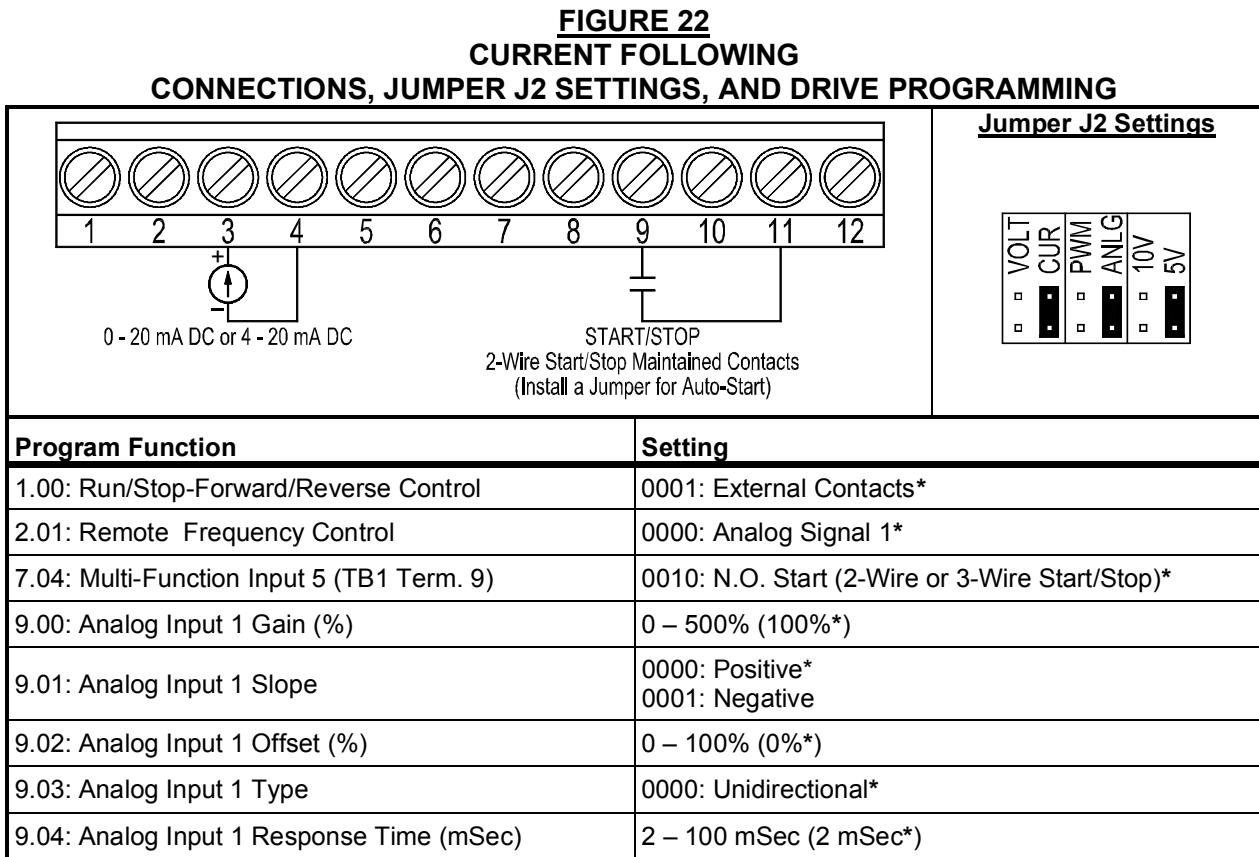 FIGURE 22
CURRENT FOLLOWING
CONNECTIONS, JUMPER J2 SETTINGS, AND DRIVE PROGRAMMING
1 2 3 4 5 6 7 8 9 10 11 12
+
−
0 - 20 mA DC or 4 - 20 mA DC
START/STOP
2-Wire Start/Stop Maintained Contacts
(Install a Jumper for Auto-Start)
Jumper J2 Settings
VOLT
CUR
PWM
ANLG
10V
5V
Program Function Setting
1.00: Run/Stop-Forward/Reverse Control 0001: External Contacts*
2.01: Remote Frequency Control 0000: Analog Signal 1*
7.04: Multi-Function Input 5 (TB1 Term. 9) 0010: N.O. Start (2-Wire or 3-Wire Start/Stop)*
9.00: Analog Input 1 Gain (%) 0 – 500% (100%*)
9.01: Analog Input 1 Slope 0000: Positive*
0001: Negative
9.02: Analog Input 1 Offset (%) 0 – 100% (0%*)
9.03: Analog Input 1 Type 0000: Unidirectional*
9.04: Analog Input 1 Response Time (mSec) 2 – 100 mSec (2 mSec*)